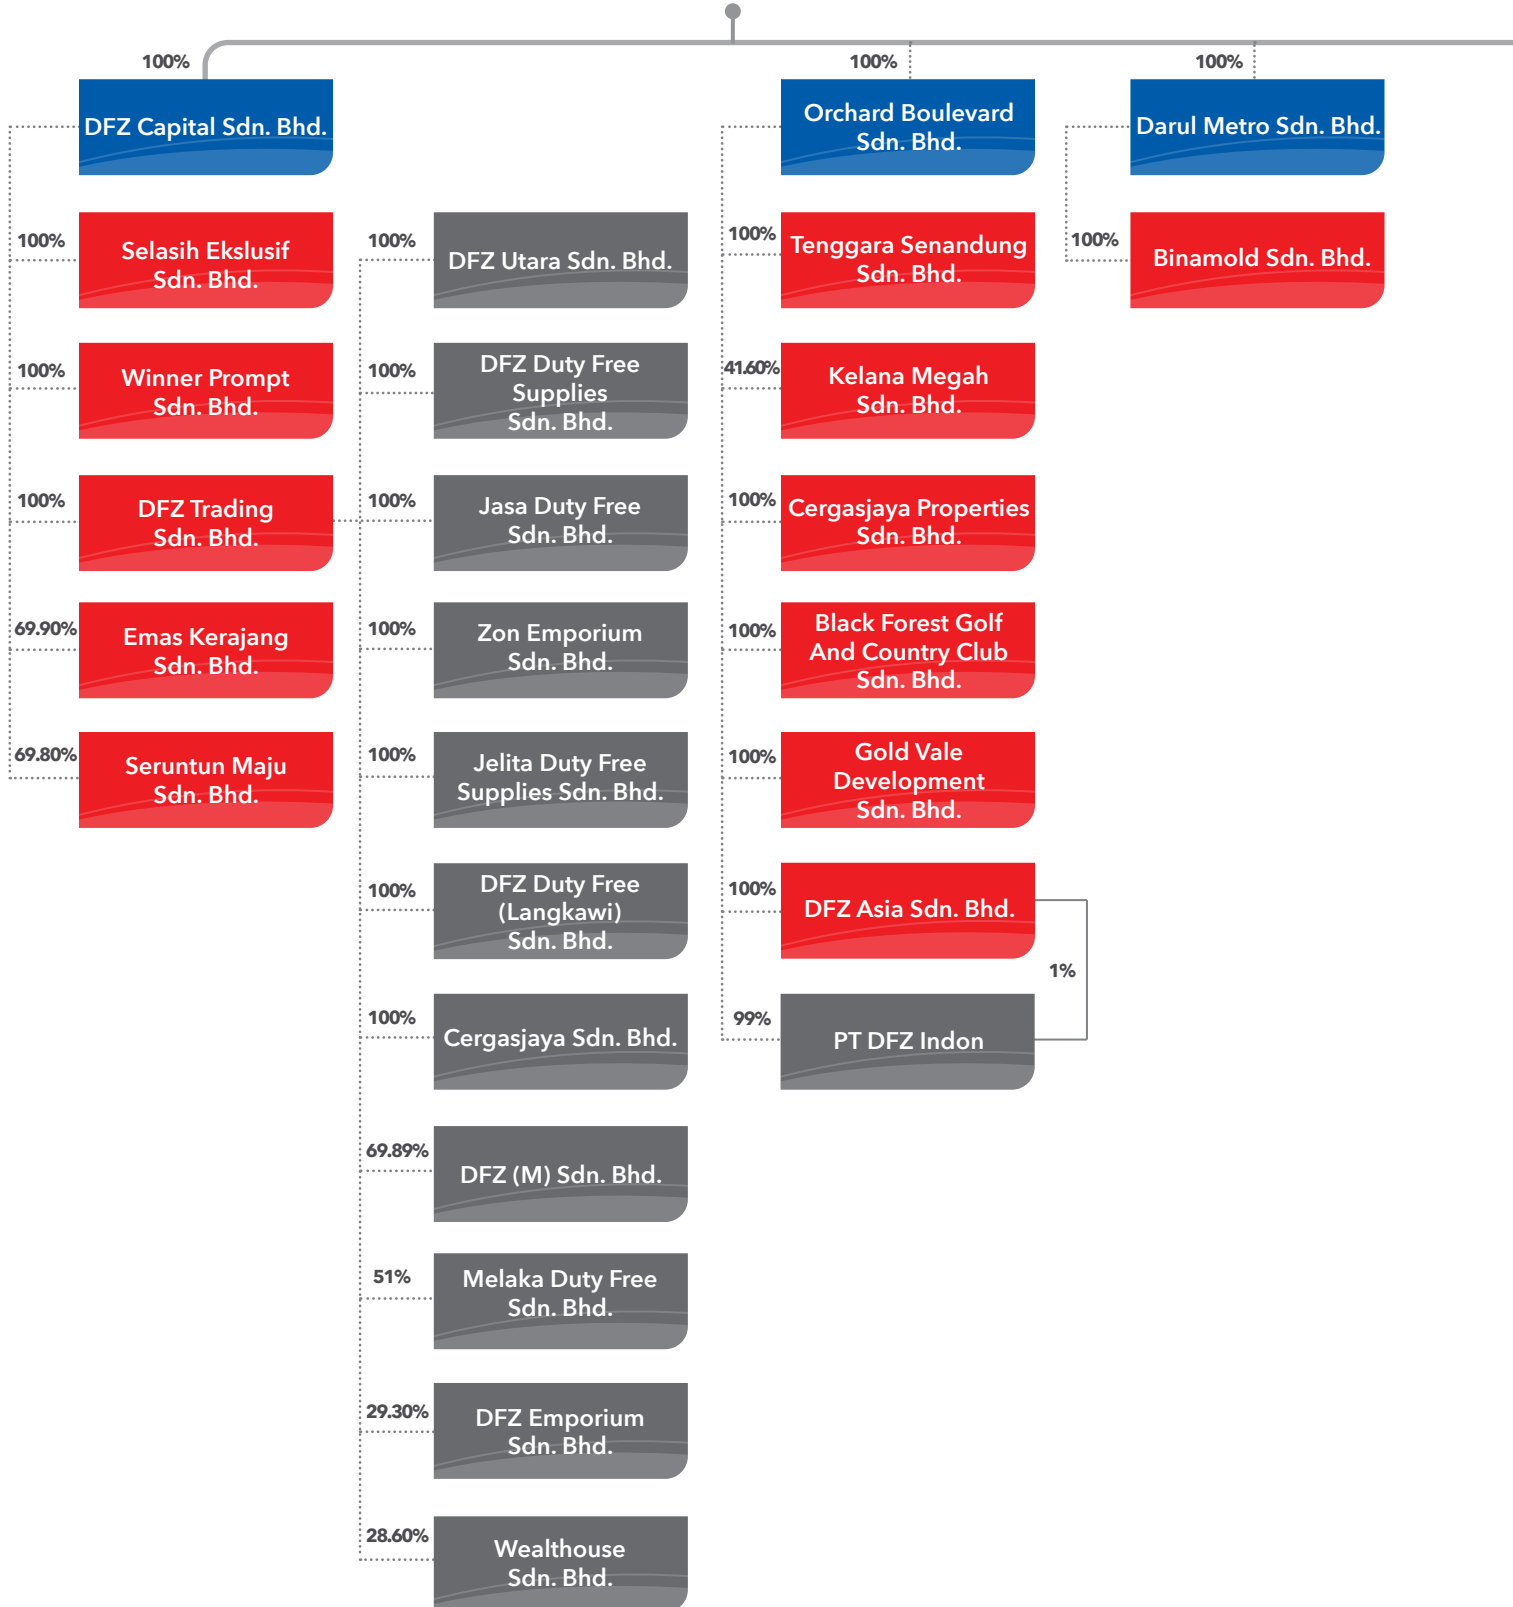 100%
DFZ Capital Sdn. Bhd.
100%
Selasih Ekslusif
Sdn. Bhd.
100%
Winner Prompt
Sdn. Bhd.
100%
DFZ Trading
Sdn. Bhd.
69.90%
Emas Kerajang
Sdn. Bhd.
69.80%
Seruntun Maju
Sdn. Bhd.
100%
DFZ Utara Sdn. Bhd.
100%
DFZ Duty Free
Supplies
Sdn. Bhd.
100%
Jasa Duty Free
Sdn. Bhd.
100%
Zon Emporium
Sdn. Bhd.
100%
Jelita Duty Free
Supplies Sdn. Bhd.
100%
DFZ Duty Free
(Langkawi)
Sdn. Bhd.
100%
Cergasjaya Sdn. Bhd.
69.89%
DFZ (M) Sdn. Bhd.
51%
Melaka Duty Free
Sdn. Bhd.
29.30%
DFZ Emporium
Sdn. Bhd.
28.60%
Wealthouse
Sdn. Bhd.
100%
Orchard Boulevard
Sdn. Bhd.
100%
Tenggara Senandung
Sdn. Bhd.
41.60%
Kelana Megah
Sdn. Bhd.
100%
Cergasjaya Properties
Sdn. Bhd.
100%
Black Forest Golf
And Country Club
Sdn. Bhd.
100%
Gold Vale
Development
Sdn. Bhd.
100%
DFZ Asia Sdn. Bhd.
1%
99%
PT DFZ Indon
100%
Darul Metro Sdn. Bhd.
100%
Binamold Sdn. Bhd.